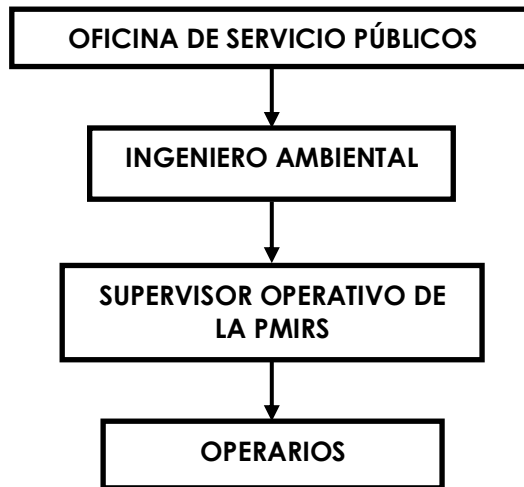 OFICINA DE SERVICIO PÚBLICOS
INGENIERO AMBIENTAL
SUPERVISOR OPERATIVO DE
LA PMIRS
OPERARIOS